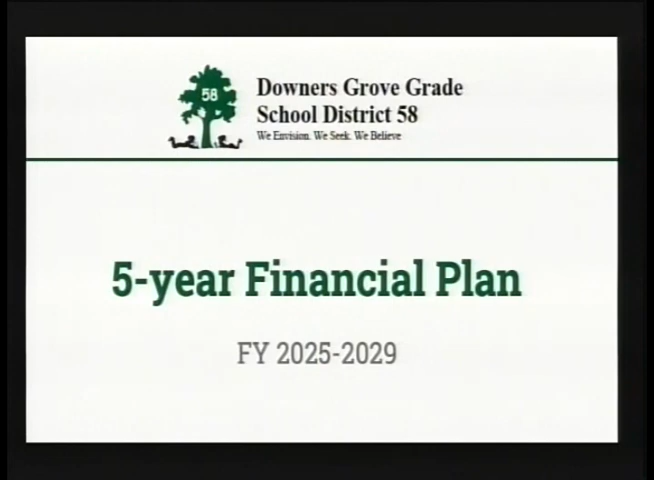 58
Downers Grove Grade
School District 58
We Envision. We Seek. We Believe
5-year Financial Plan
FY 2025-2029